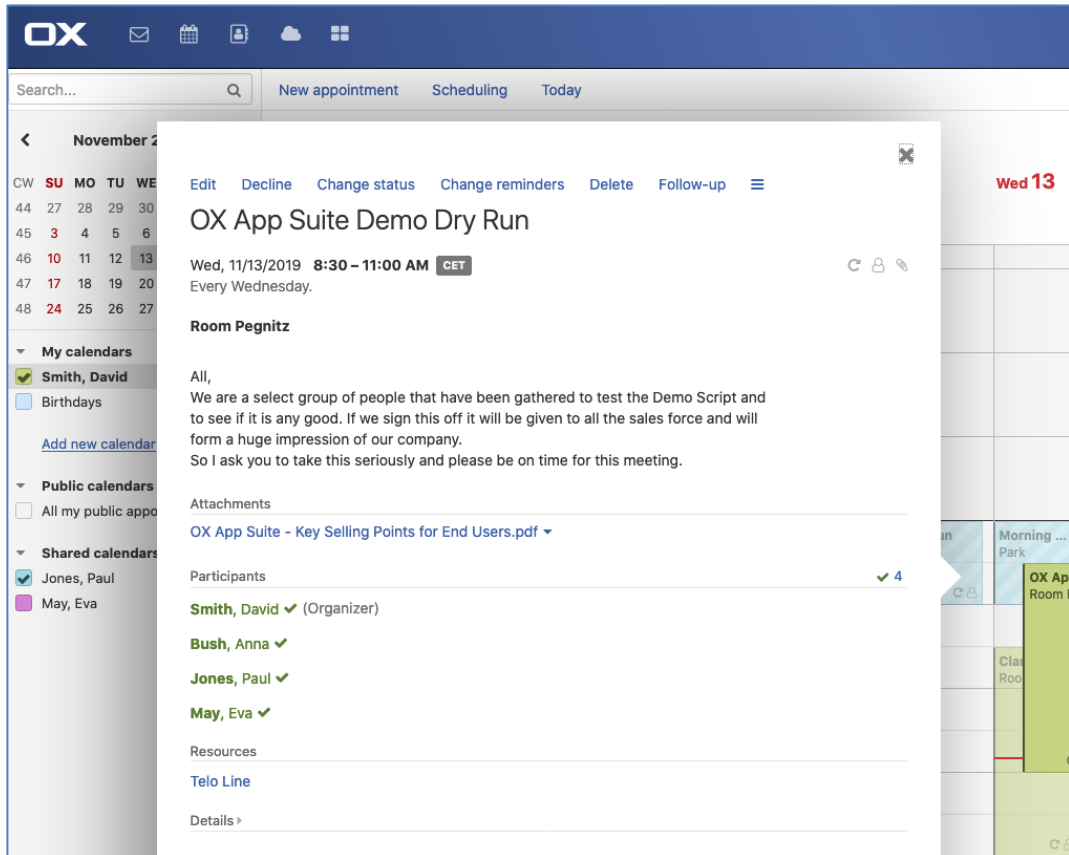 OX
Search...
New appointment Scheduling Today
November 2
CW SU MO TU WE
44 27 28 29 30
45 3 4 5 6
46 10 11 12 13
47 17 18 19 20
48 24 25 26 27
My calendars
Smith, David
Birthdays
Add new calendar
Public calendars
All my public appo
Shared calendars
Jones, Paul
May, Eva
Edit Decline Change status Change reminders Delete Follow-up
OX App Suite Demo Dry Run
Wed, 11/13/2019 8:30 – 11:00 AM CET
Every Wednesday.
Room Pegnitz
All,
We are a select group of people that have been gathered to test the Demo Script and
to see if it is any good. If we sign this off it will be given to all the sales force and will
form a huge impression of our company.
So I ask you to take this seriously and please be on time for this meeting.
Attachments
OX App Suite - Key Selling Points for End Users.pdf
Participants 4
Smith, David (Organizer)
Bush, Anna
Jones, Paul
May, Eva
Resources
Telo Line
Details
Wed 13
un
Morning ...
Park
OX Ap
Room
Clar
Roo